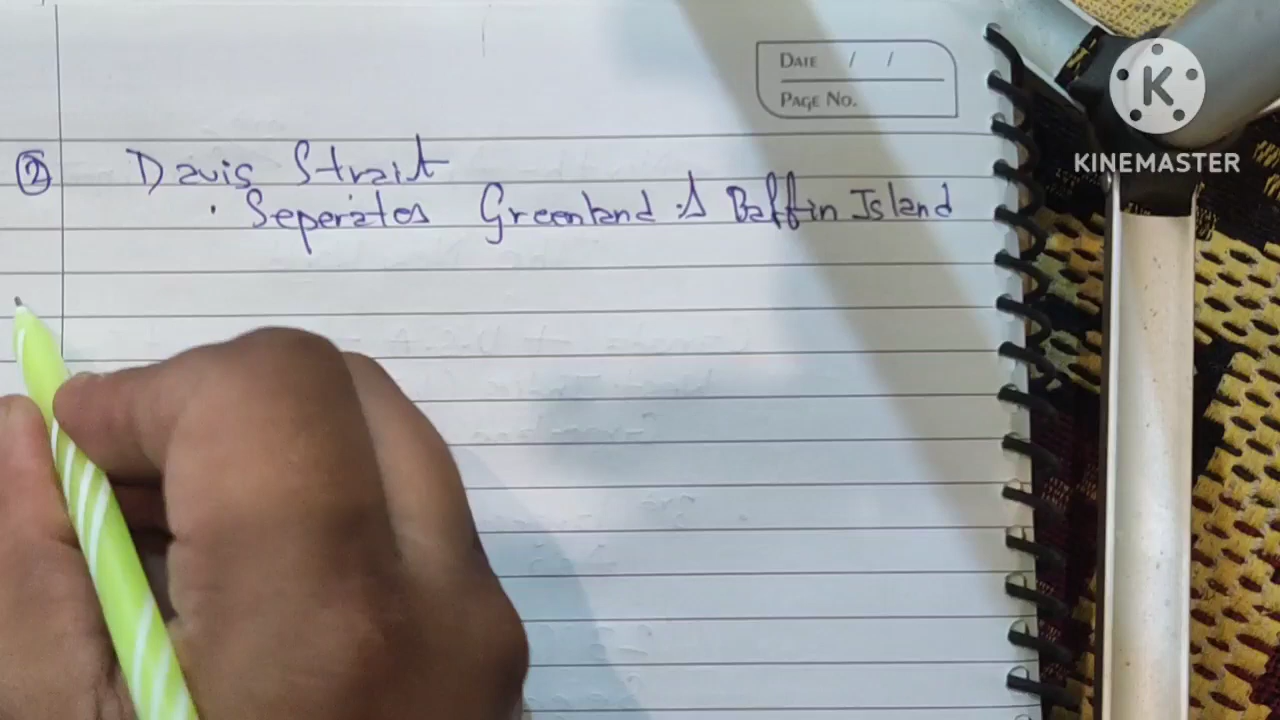 DATE / /
PAGE NO.
K
KINEMASTER
② Davis Strait
· Seperates Greenland & Baffin Island